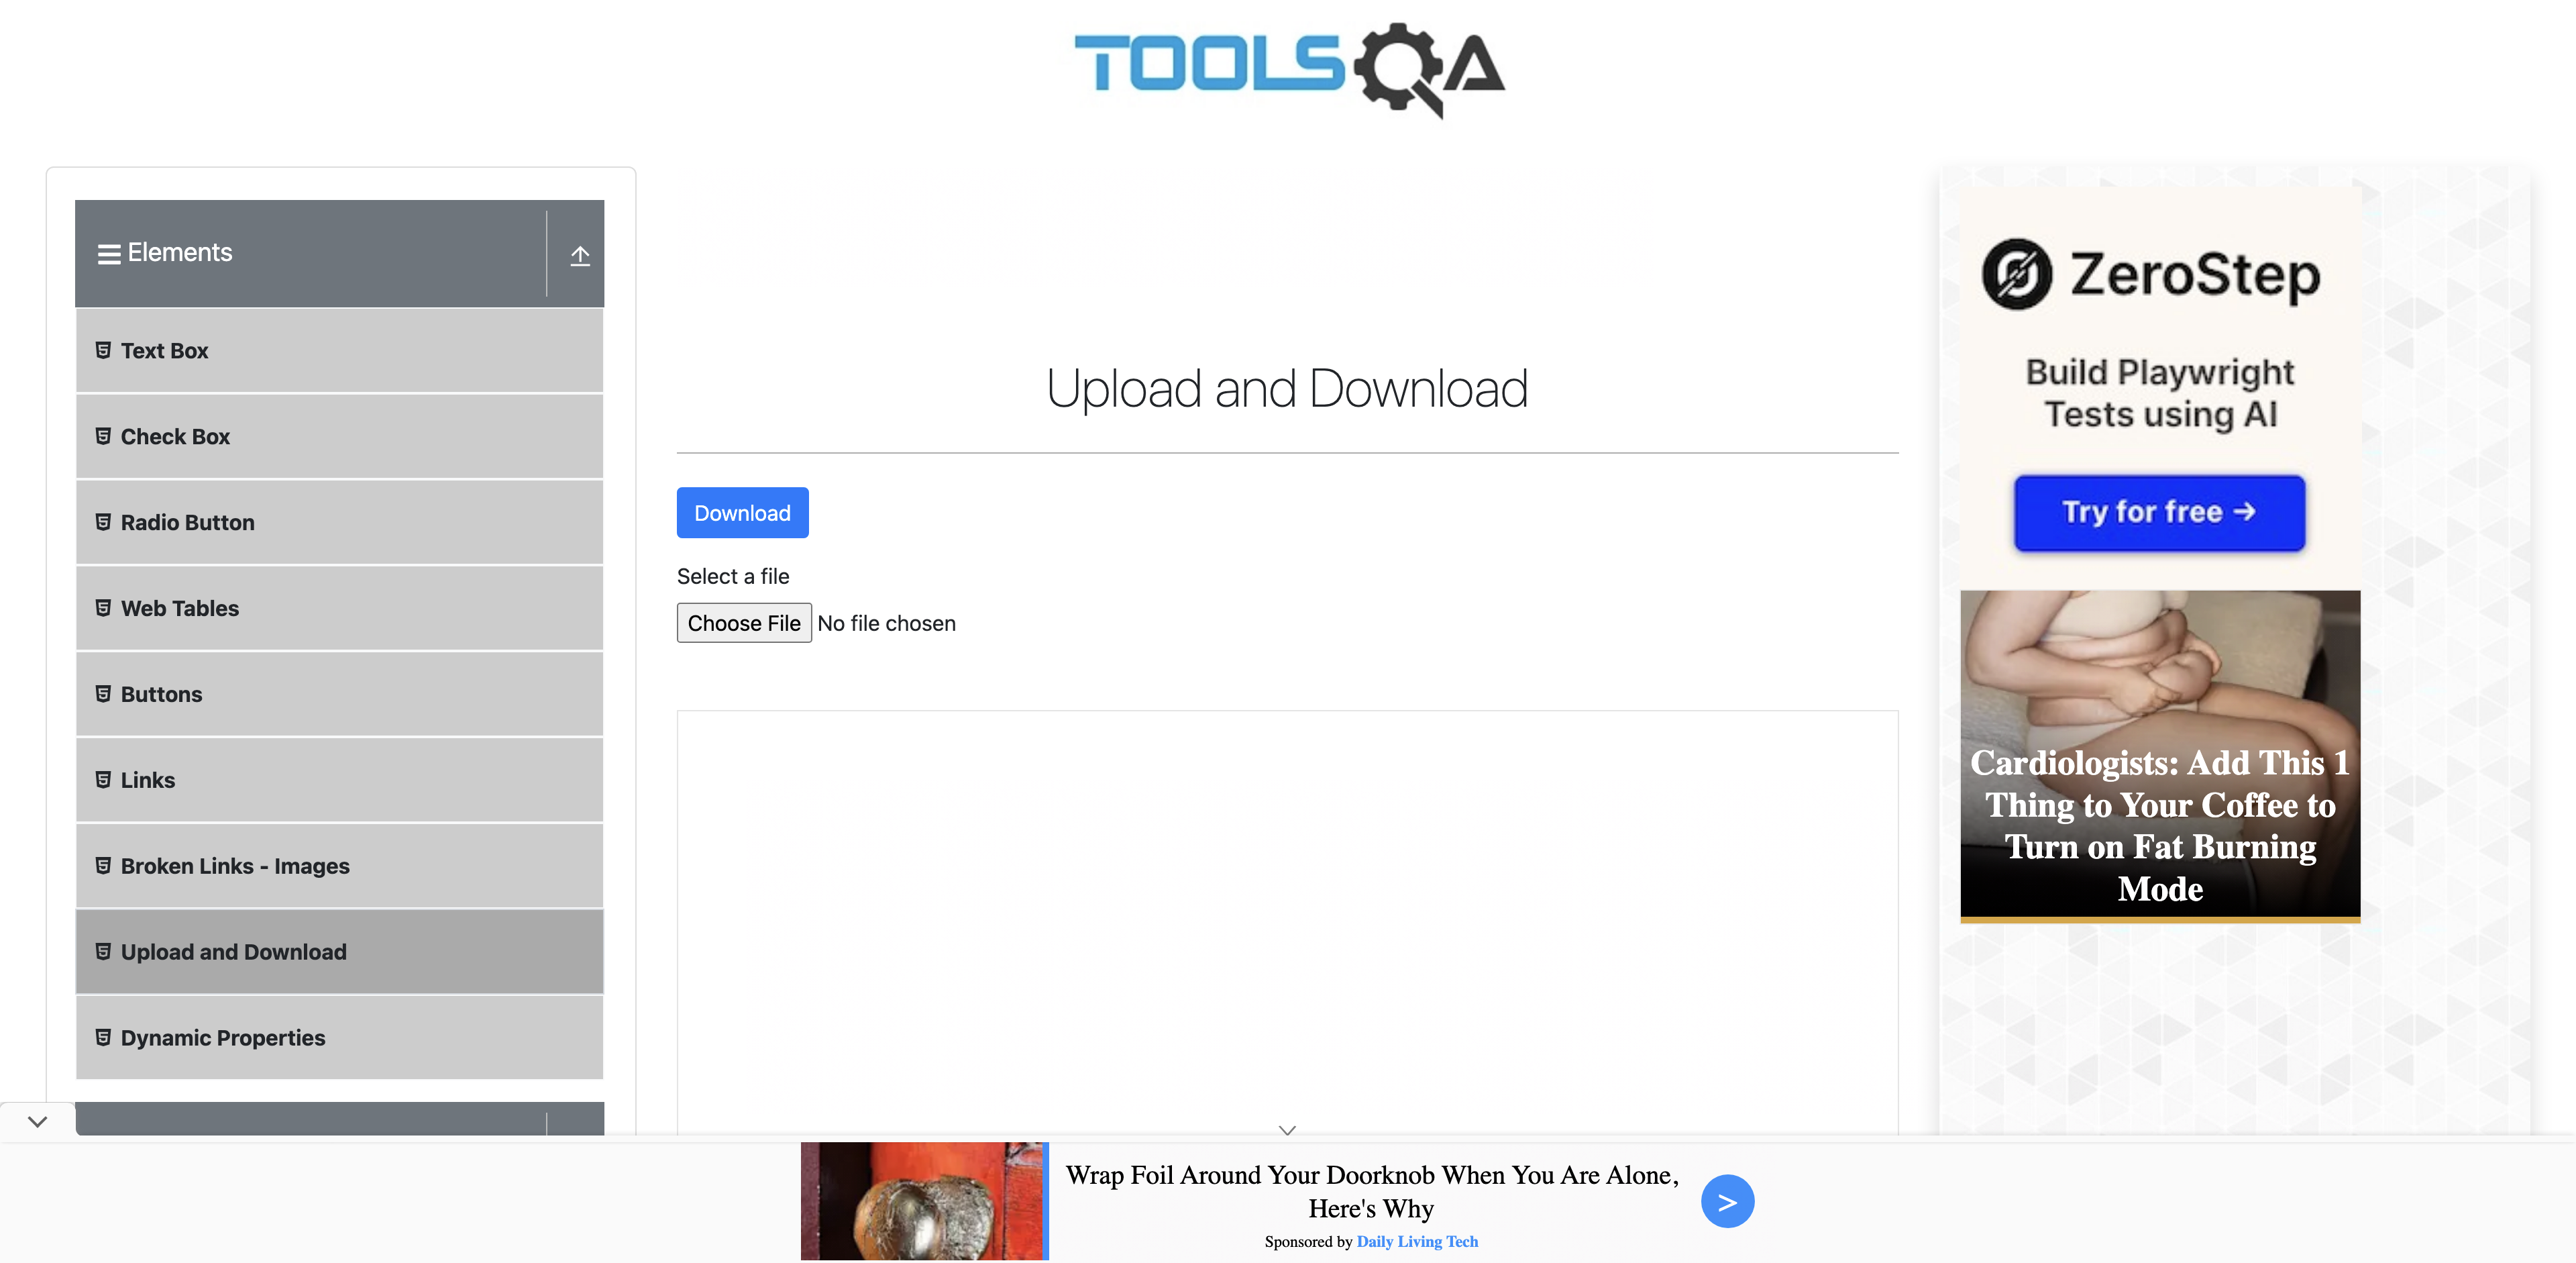 TOOLSQA
Elements
Text Box
Check Box
Radio Button
Web Tables
Buttons
Links
Broken Links - Images
Upload and Download
Dynamic Properties
Upload and Download
Download
Select a file
Choose File No file chosen
ZeroStep
Build Playwright
Tests using AI
Try for free →
Cardiologists: Add This 1
Thing to Your Coffee to
Turn on Fat Burning
Mode
Wrap Foil Around Your Doorknob When You Are Alone,
Here's Why
Sponsored by Daily Living Tech
>